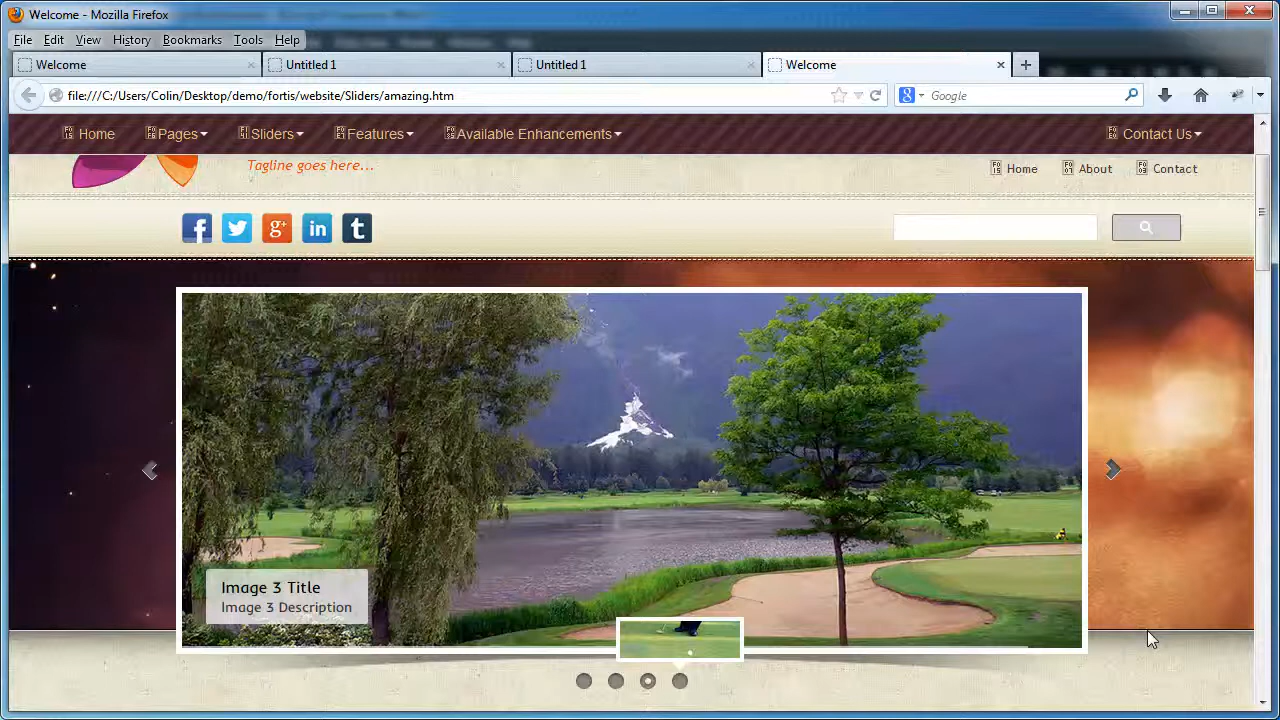 Welcome - Mozilla Firefox
File Edit View History Bookmarks Tools Help
Welcome Untitled 1 Untitled 1 Welcome
file:///C:/Users/Colin/Desktop/demo/fortis/website/Sliders/amazing.htm
Google
Home Pages Sliders Features Available Enhancements Contact Us
Tagline goes here...
Home About Contact
Image 3 Title
Image 3 Description